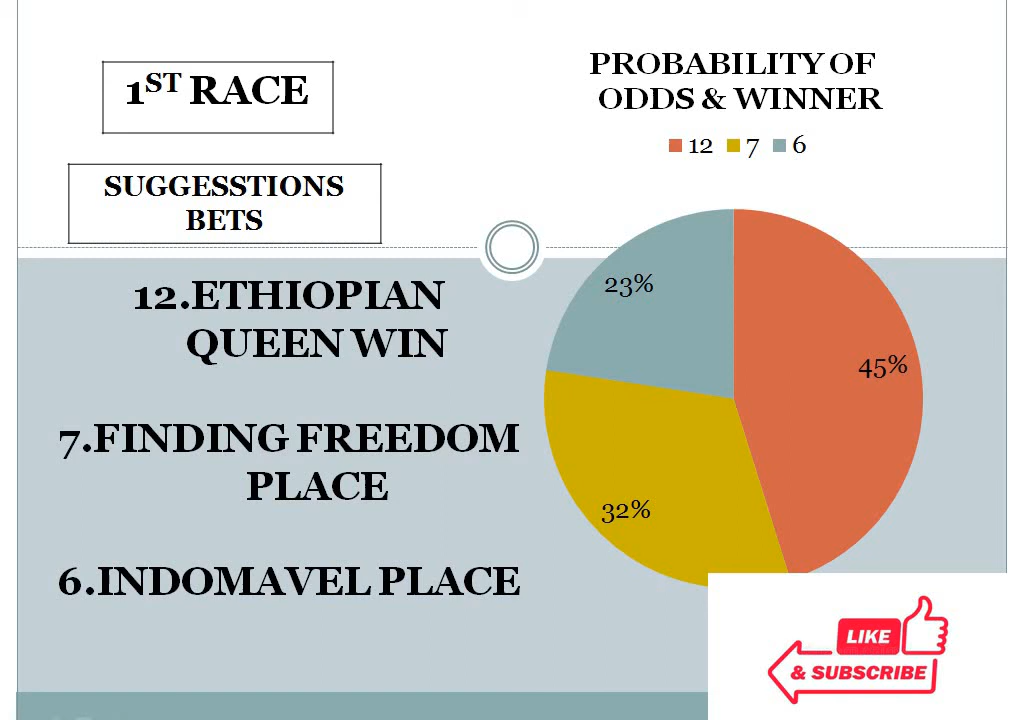 1ST RACE
SUGGESSTIONS
BETS
12.ETHIOPIAN
QUEEN WIN
7.FINDING FREEDOM
PLACE
6.INDOMAVEL PLACE
PROBABILITY OF
ODDS & WINNER
12 7 6
23%
45%
32%
LIKE
& SUBSCRIBE